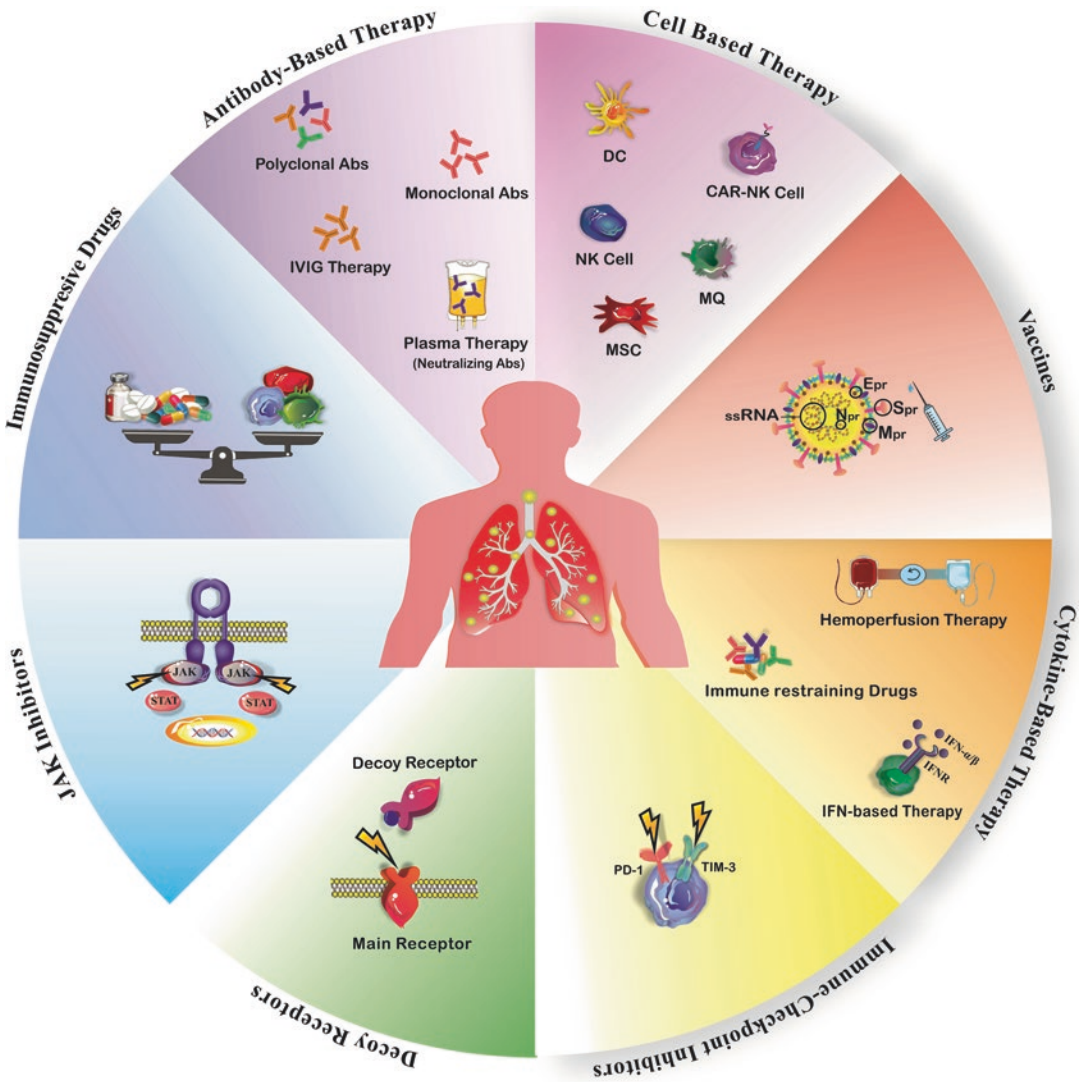 Antibody-Based Therapy
Polyclonal Abs
Monoclonal Abs
IVIG Therapy
Plasma Therapy
(Neutralizing Abs)
Cell Based Therapy
DC
CAR-NK Cell
NK Cell
MQ
MSC
Vaccines
ssRNA
Epr
Npr
Spr
Mpr
Cytokine-Based Therapy
Hemoperfusion Therapy
Immune restraining Drugs
IFN-α/β
IFNR
IFN-based Therapy
Immune-Checkpoint Inhibitors
PD-1
TIM-3
Decoy Receptors
Decoy Receptor
Main Receptor
JAK Inhibitors
JAK
JAK
STAT
STAT
Immunosuppresive Drugs